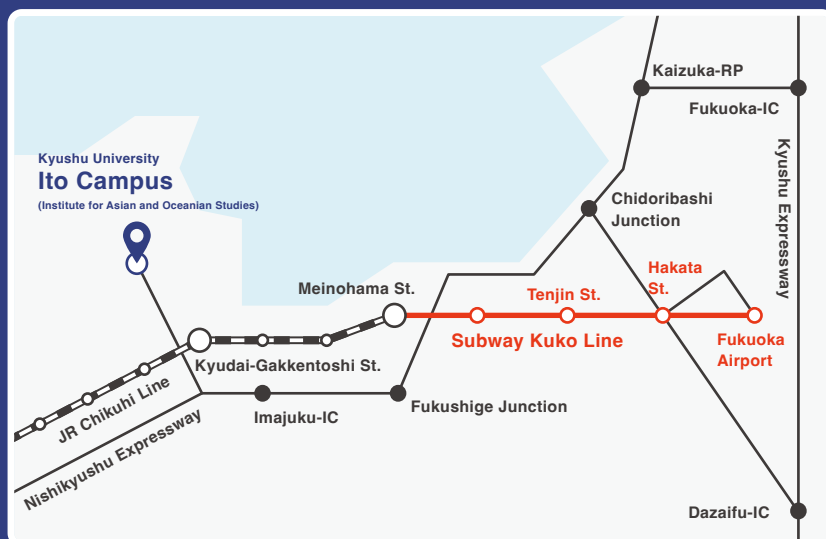 Kaizuka-RP
Fukuoka-IC
Kyushu Expressway
Kyushu University
Ito Campus
(Institute for Asian and Oceanian Studies)
Chidoribashi
Junction
Hakata
St.
Meinohama St.
Tenjin St.
Subway Kuko Line
Fukuoka
Airport
Kyudai-Gakkentoshi St.
JR Chikuhi Line
Imajuku-IC
Fukushige Junction
Nishikyushu Expressway
Dazaifu-IC